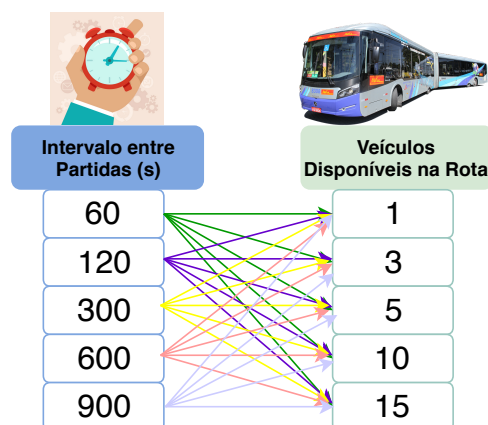 Intervalo entre
Partidas (s)
Veículos
Disponíveis na Rota
60
1
120
3
300
5
600
10
900
15